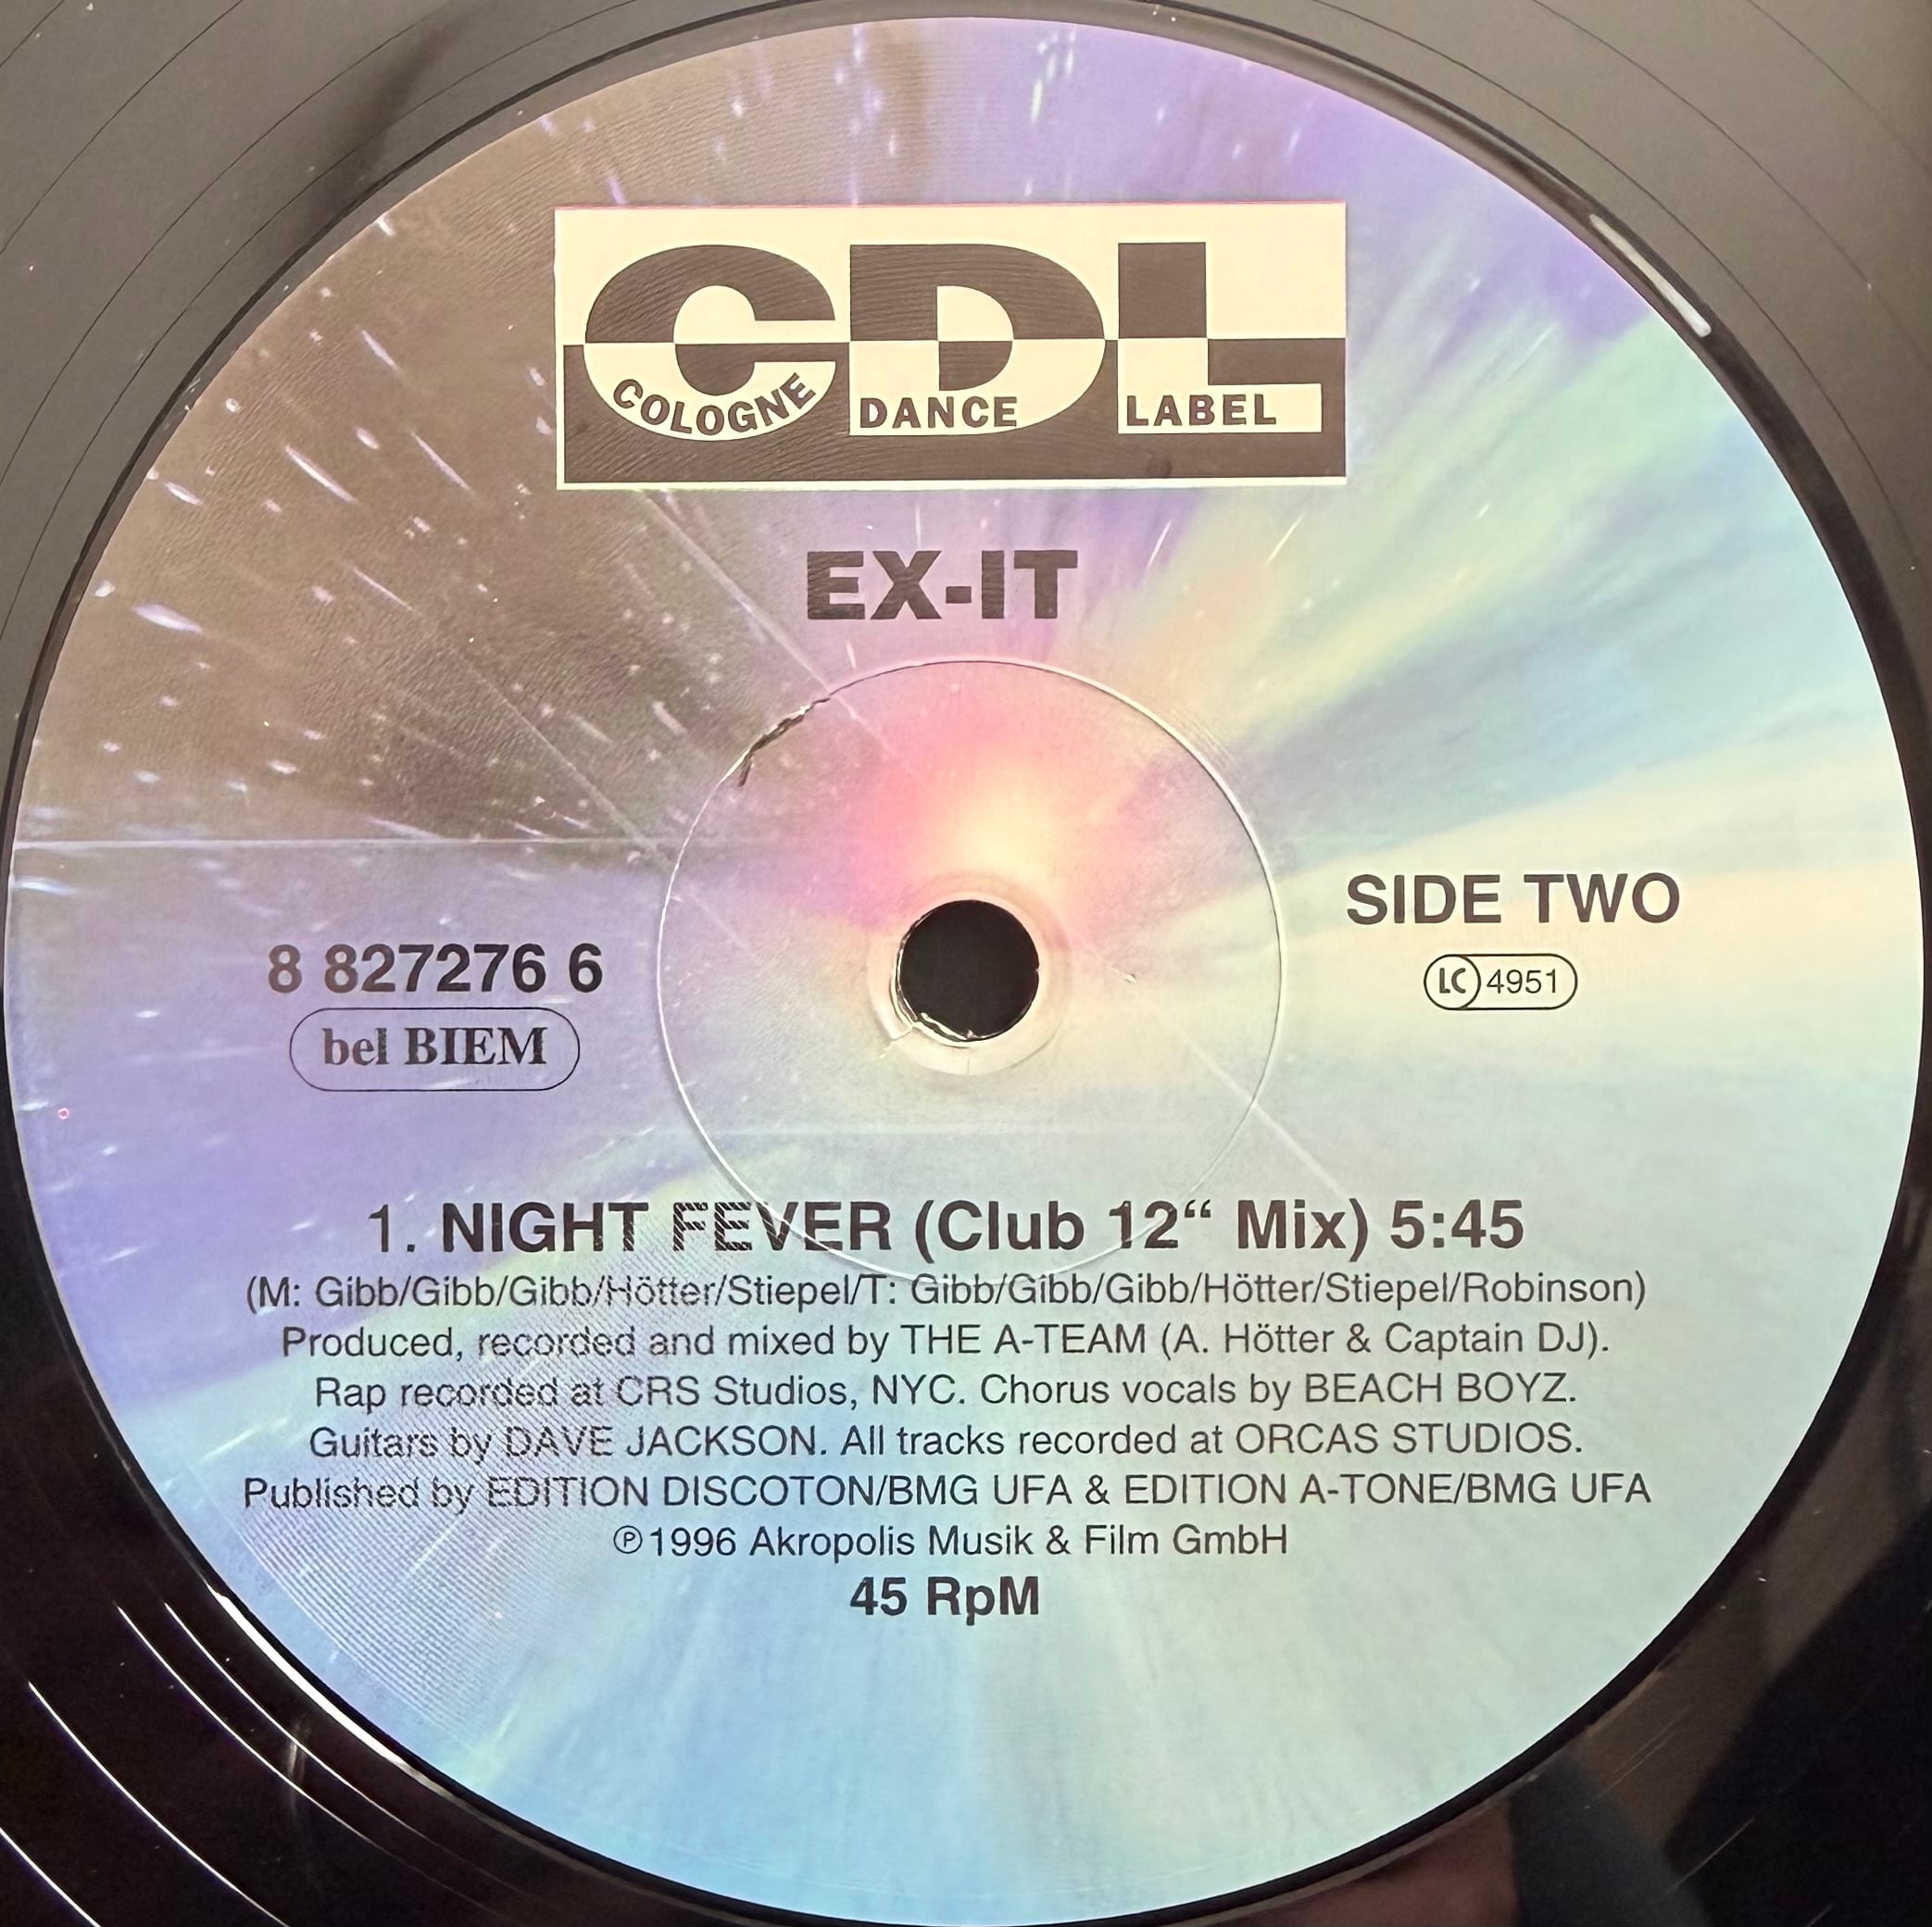 CDL
COLOGNE DANCE LABEL
EX-IT
SIDE TWO
8 827276 6
LC 4951
bel BIEM
1. NIGHT FEVER (Club 12“ Mix) 5:45
(M: Gibb/Gibb/Gibb/Hötter/Stiepel/T: Gibb/Gibb/Gibb/Hötter/Stiepel/Robinson)
Produced, recorded and mixed by THE A-TEAM (A. Hötter & Captain DJ).
Rap recorded at CRS Studios, NYC. Chorus vocals by BEACH BOYZ.
Guitars by DAVE JACKSON. All tracks recorded at ORCAS STUDIOS.
Published by EDITION DISCOTON/BMG UFA & EDITION A-TONE/BMG UFA
℗1996 Akropolis Musik & Film GmbH
45 RpM